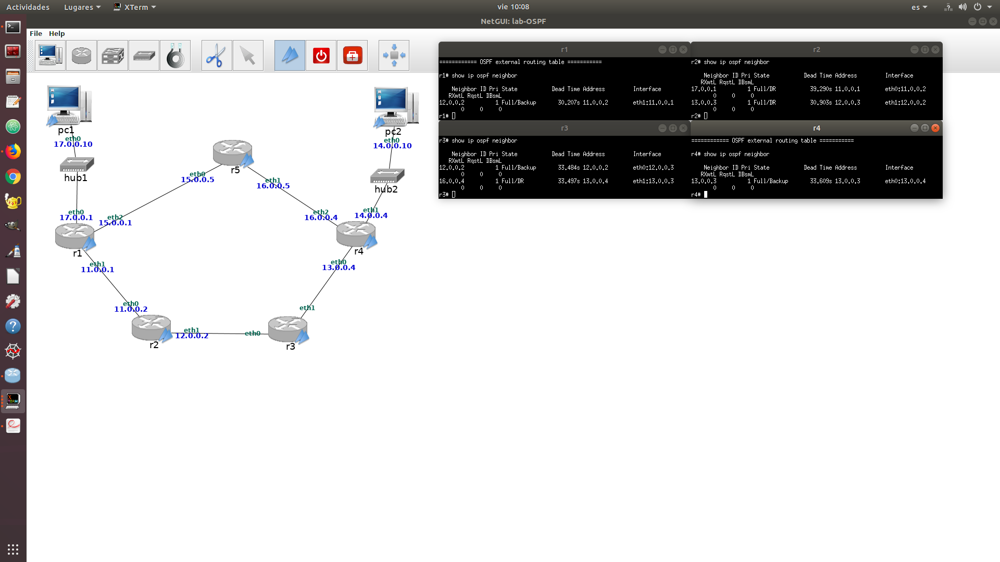 Actividades Lugares XTerm vie 10:08 es
NetGUI: lab-OSPF
File Help
pc1
eth0
17.0.0.10
hub1
eth0
17.0.0.1
eth2
15.0.0.1
r1
eth1
11.0.0.1
eth0
11.0.0.2
r2
eth1
12.0.0.2
eth0
r3
eth1
eth0
13.0.0.4
r4
eth2
16.0.0.4
eth1
14.0.0.4
hub2
eth0
14.0.0.10
pc2
r5
eth0
15.0.0.5
eth1
16.0.0.5
r1
============ OSPF external routing table ===========
r1# show ip ospf neighbor
Neighbor ID Pri State Dead Time Address Interface
RXmtL RqstL DBsmL
12.0.0.2 1 Full/Backup 30.207s 11.0.0.2 eth1:11.0.0.1
0 0 0
r1#
r2
r2# show ip ospf neighbor
Neighbor ID Pri State Dead Time Address Interface
RXmtL RqstL DBsmL
17.0.0.1 1 Full/DR 39.290s 11.0.0.1 eth0:11.0.0.2
0 0 0
13.0.0.3 1 Full/DR 30.903s 12.0.0.3 eth1:12.0.0.2
0 0 0
r2#
r3
r3# show ip ospf neighbor
Neighbor ID Pri State Dead Time Address Interface
RXmtL RqstL DBsmL
12.0.0.2 1 Full/Backup 33.484s 12.0.0.2 eth0:12.0.0.3
0 0 0
16.0.0.4 1 Full/DR 33.497s 13.0.0.4 eth1:13.0.0.3
0 0 0
r3#
r4
============ OSPF external routing table ===========
r4# show ip ospf neighbor
Neighbor ID Pri State Dead Time Address Interface
RXmtL RqstL DBsmL
13.0.0.3 1 Full/Backup 33.609s 13.0.0.3 eth0:13.0.0.4
0 0 0
r4#
X
TERM